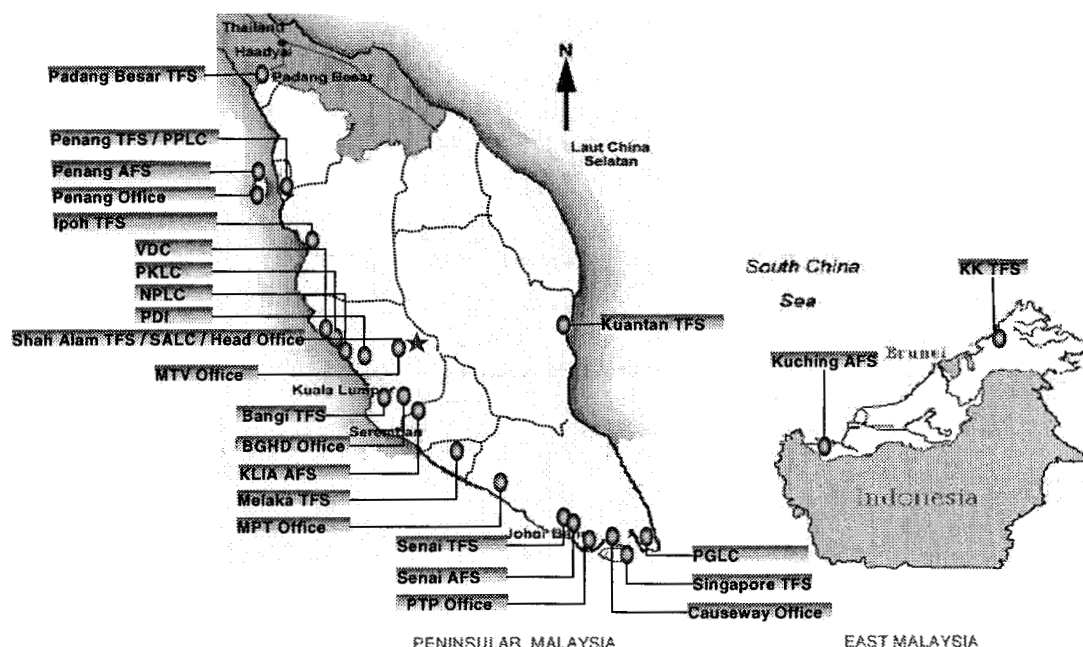 Thailand
Haadyai
Padang Besar TFS
Padang Besar
N
Laut China
Selatan
Penang TFS / PPLC
Penang AFS
Penang Office
Ipoh TFS
VDC
PKLC
NPLC
PDI
Shah Alam TFS / SALC / Head Office
MTV Office
Kuala Lumpur
Bangi TFS
Seremban
BGHD Office
KLIA AFS
Melaka TFS
MPT Office
Kuantan TFS
Senai TFS
Senai AFS
PTP Office
PGLC
Singapore TFS
Causeway Office
PENINSULAR MALAYSIA
South China
Sea
KK TFS
Kuching AFS
Brunei
Indonesia
EAST MALAYSIA